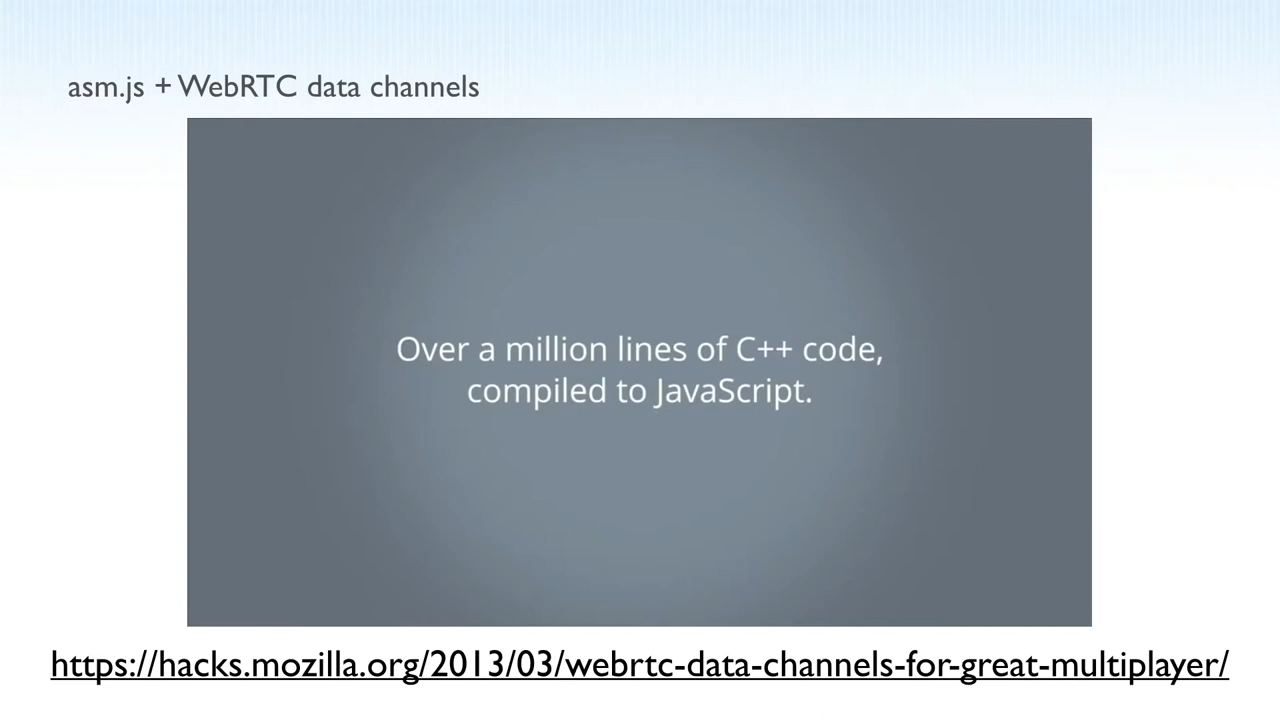 asm.js + WebRTC data channels
Over a million lines of C++ code,
compiled to JavaScript.
https://hacks.mozilla.org/2013/03/webrtc-data-channels-for-great-multiplayer/